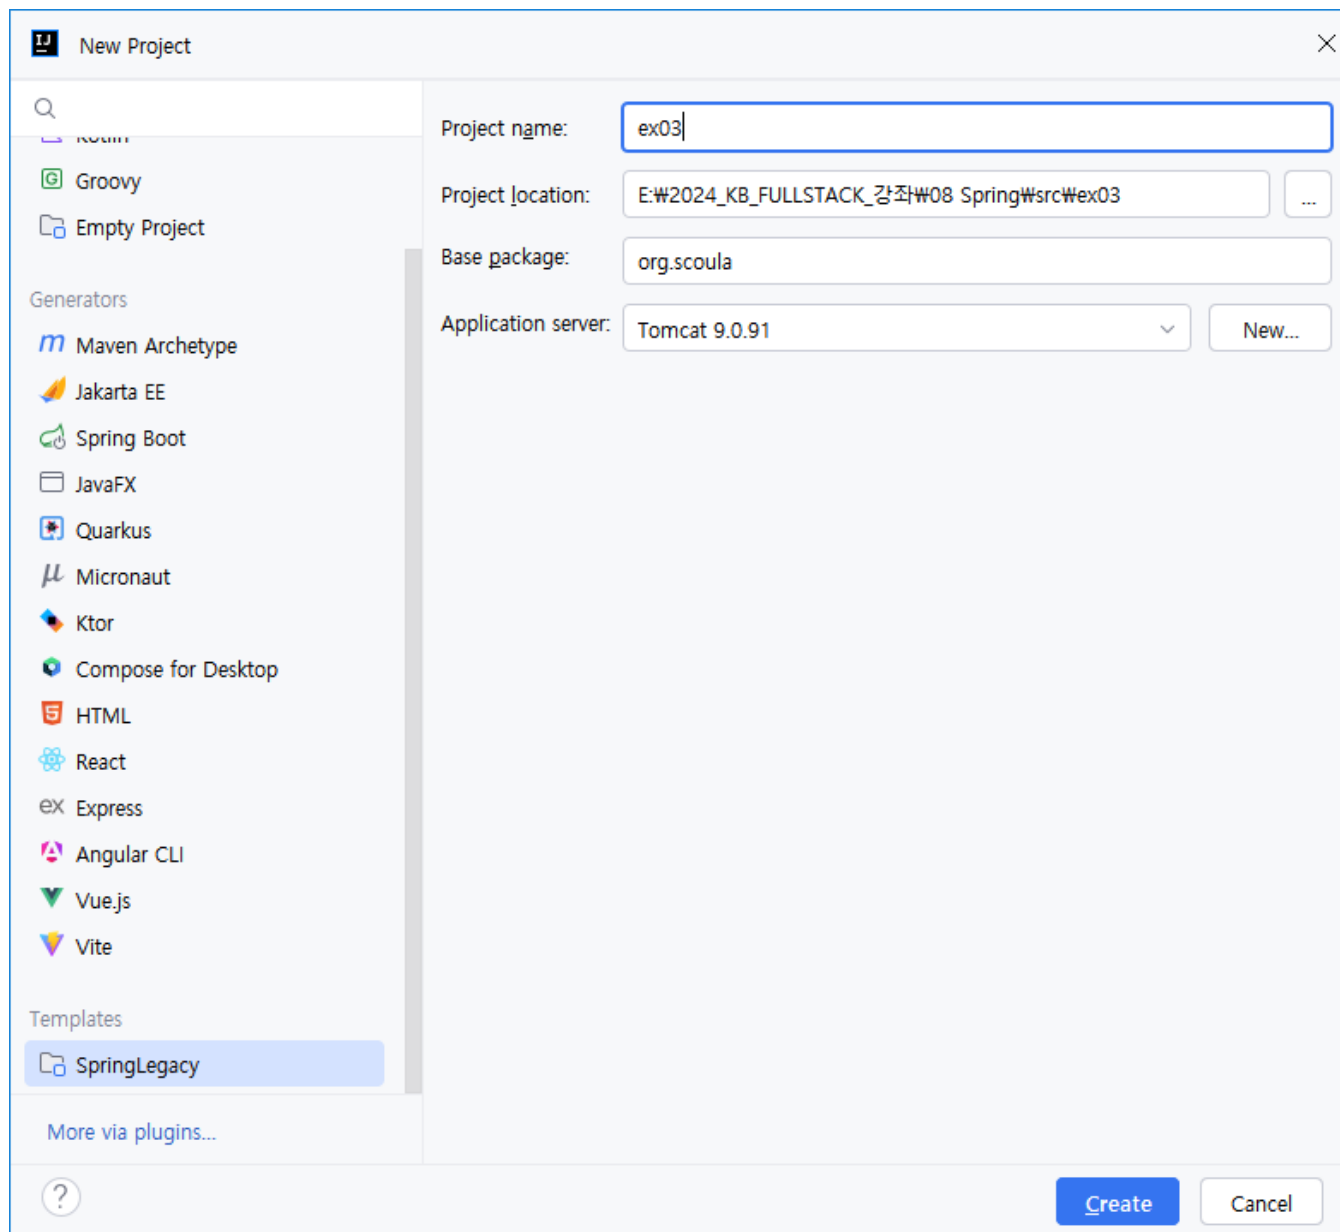 New Project
Kotlin
Groovy
Empty Project
Generators
Maven Archetype
Jakarta EE
Spring Boot
JavaFX
Quarkus
Micronaut
Ktor
Compose for Desktop
HTML
React
ex Express
Angular CLI
Vue.js
Vite
Templates
SpringLegacy
More via plugins...
Project name: ex03
Project location: E:₩2024_KB_FULLSTACK_강좌₩08 Spring₩src₩ex03 ...
Base package: org.scoula
Application server: Tomcat 9.0.91 New...
?
Create Cancel